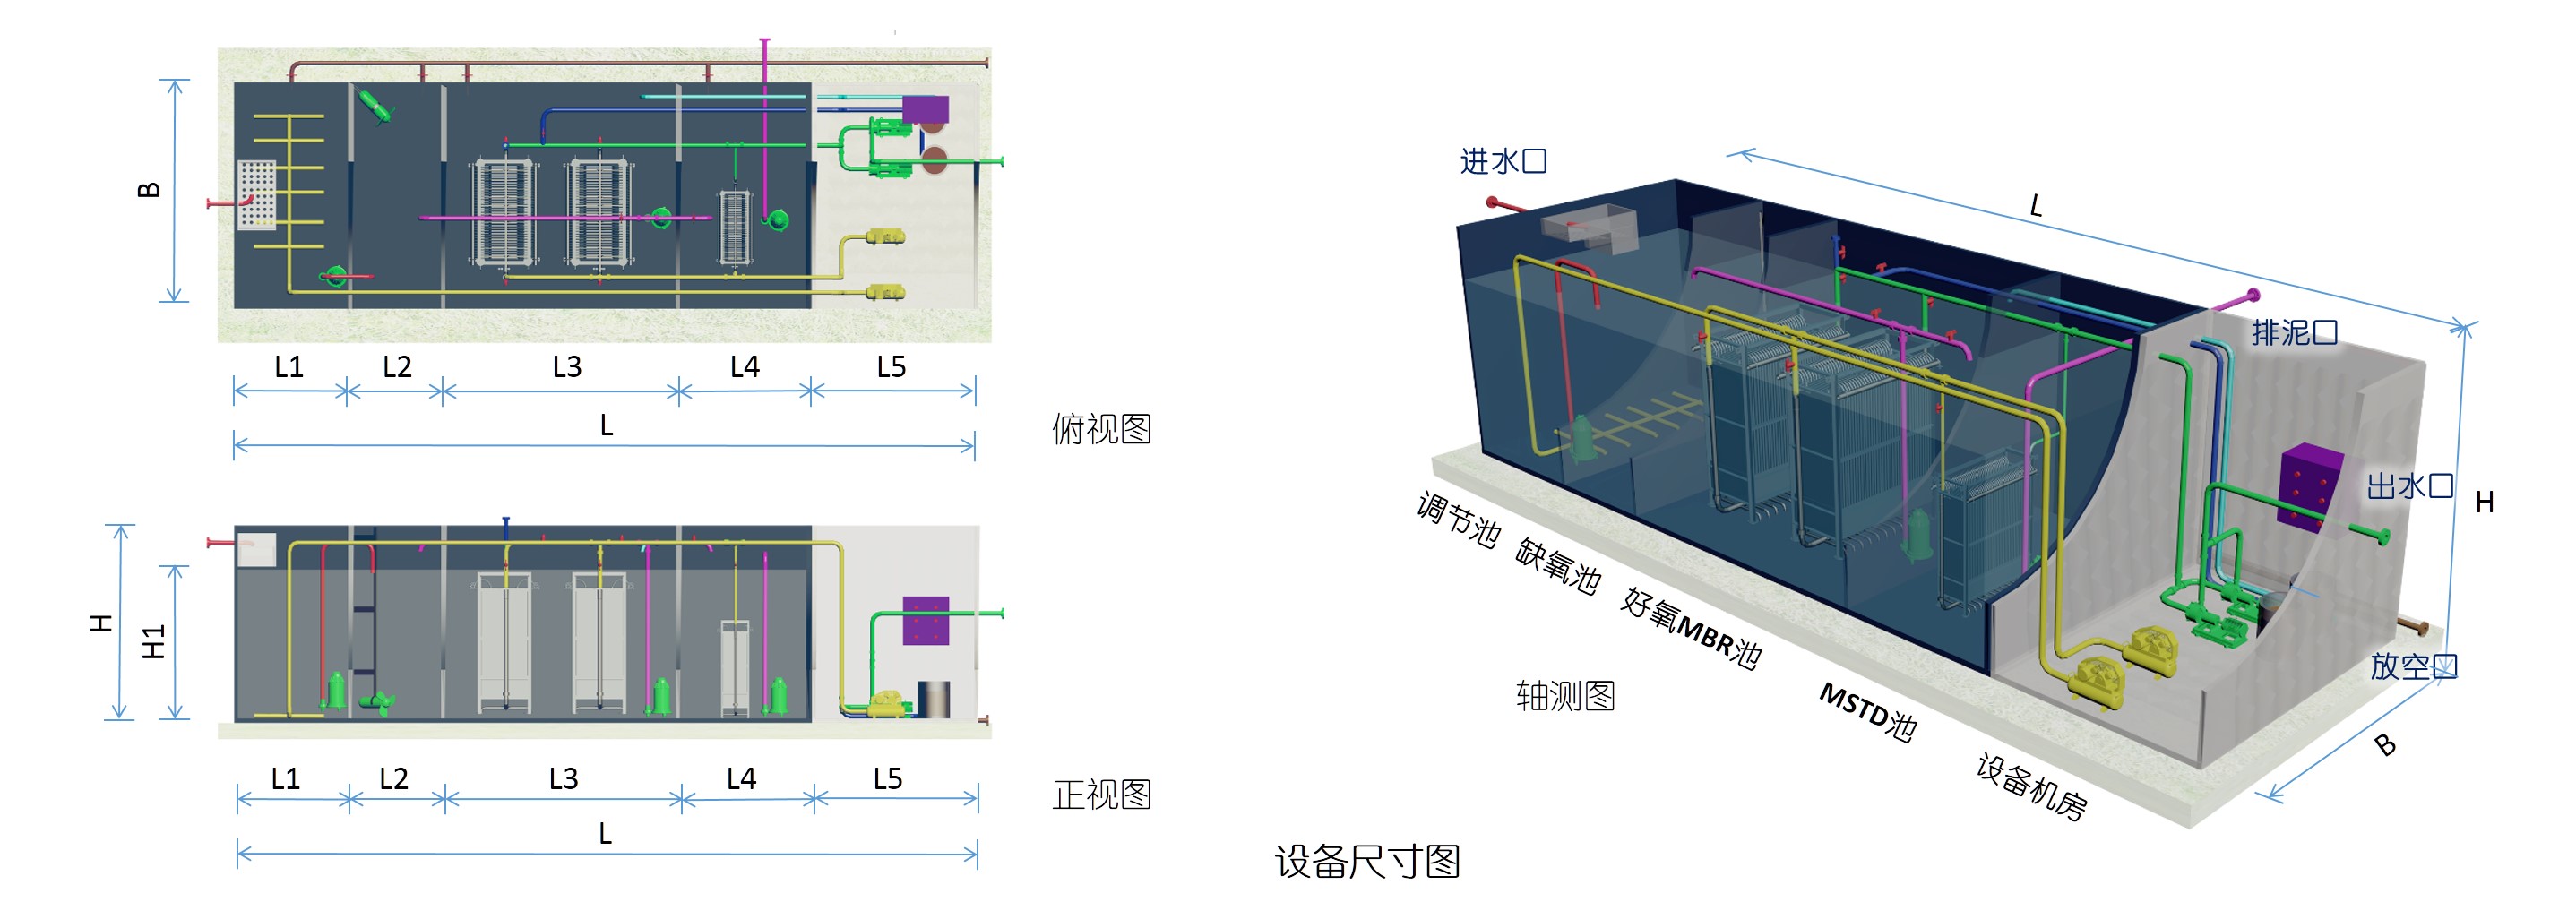 B
L1 L2 L3 L4 L5
L
俯视图
H
H1
L1 L2 L3 L4 L5
L
正视图
进水口
L
排泥口
出水口
H
放空口
B
调节池
缺氧池
好氧MBR池
MSTD池
设备机房
轴测图
设备尺寸图